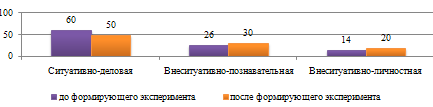 100
60
50
50
26
30
14
20
0
Ситуативно-деловая
Внеситуативно-познавательная
Внеситуативно-личностная
до формирующего эксперимента
после формирующего эксперимента